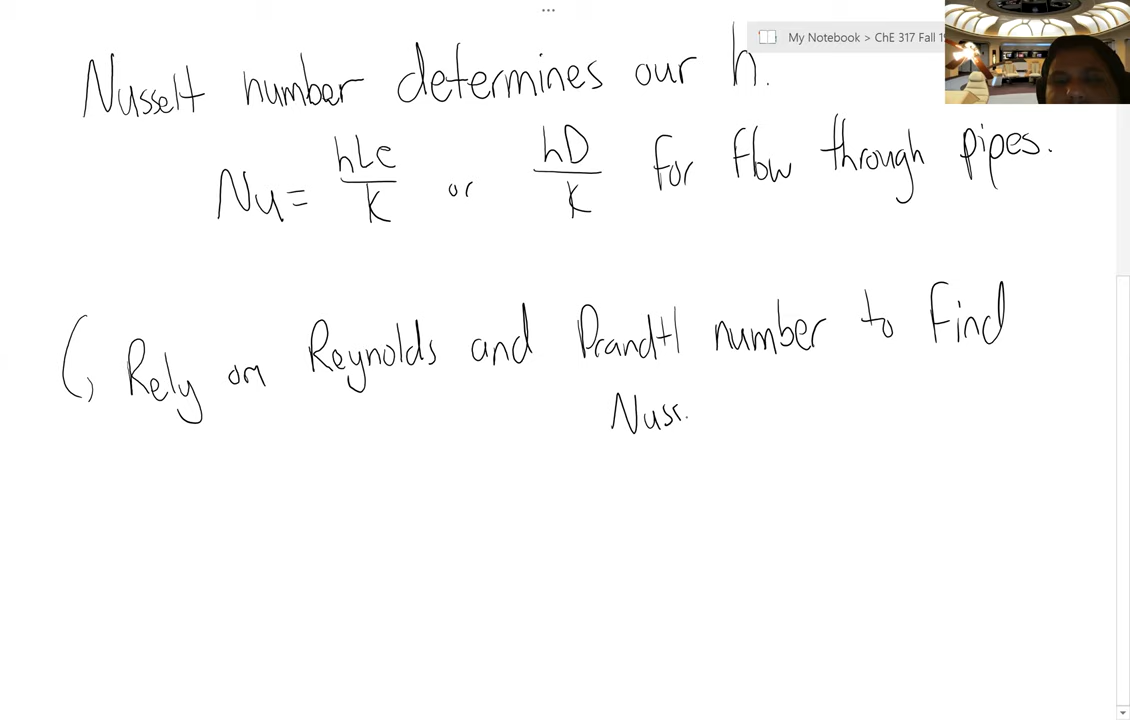 My Notebook > ChE 317 Fall 1
Nusselt number determines our h.
Nu = hLc/k or hD/k for flow through pipes.
Rely on Reynolds and Prandtl number to find
Nuss.